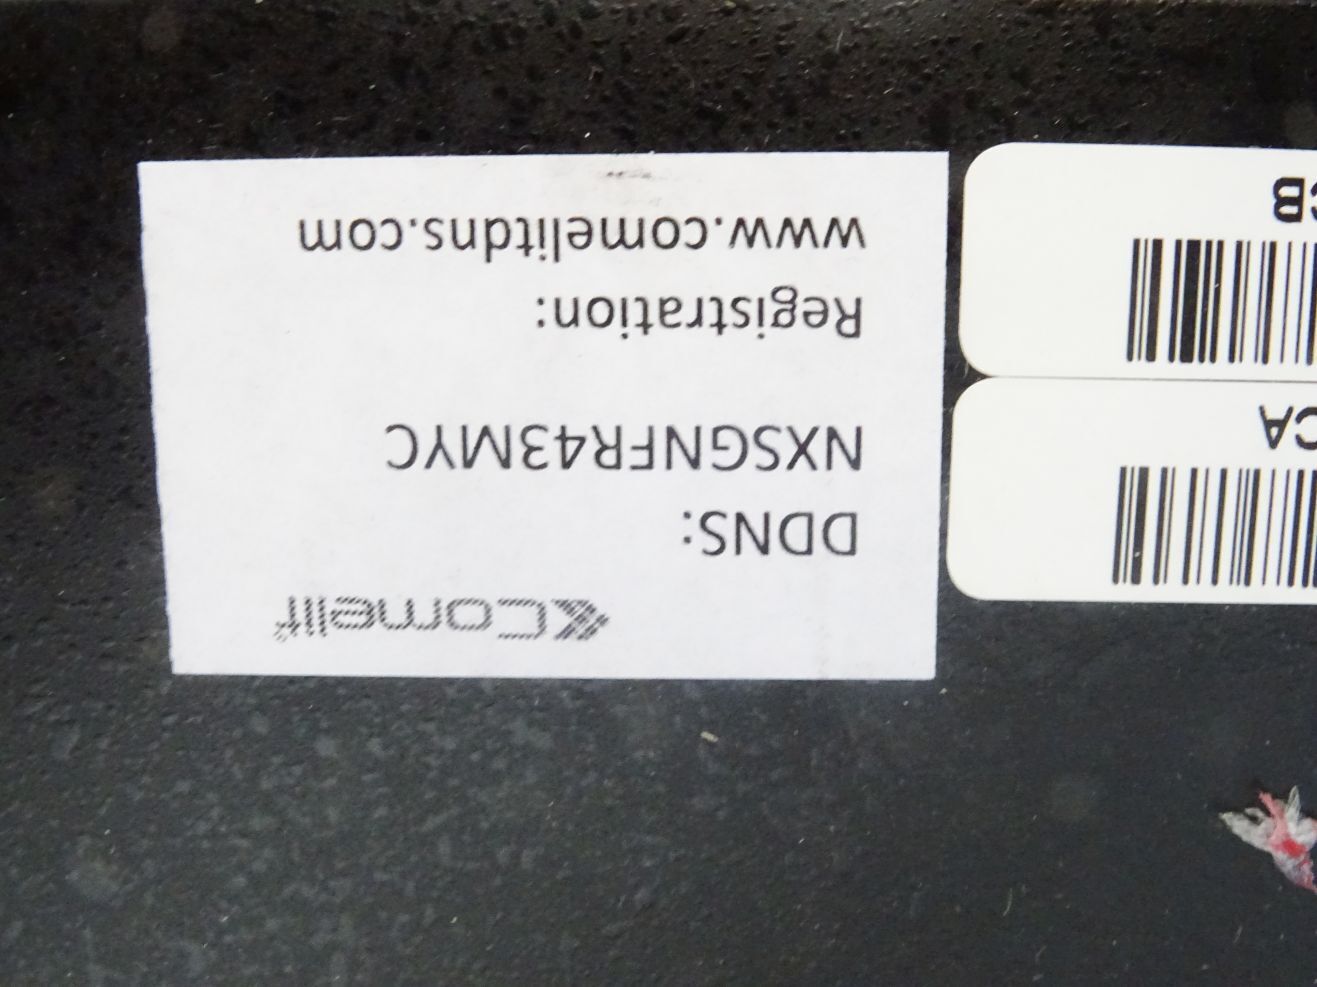 Comelit
DDNS:
NXSGNFR43MYC
Registration:
www.comelitdns.com
CA
CB